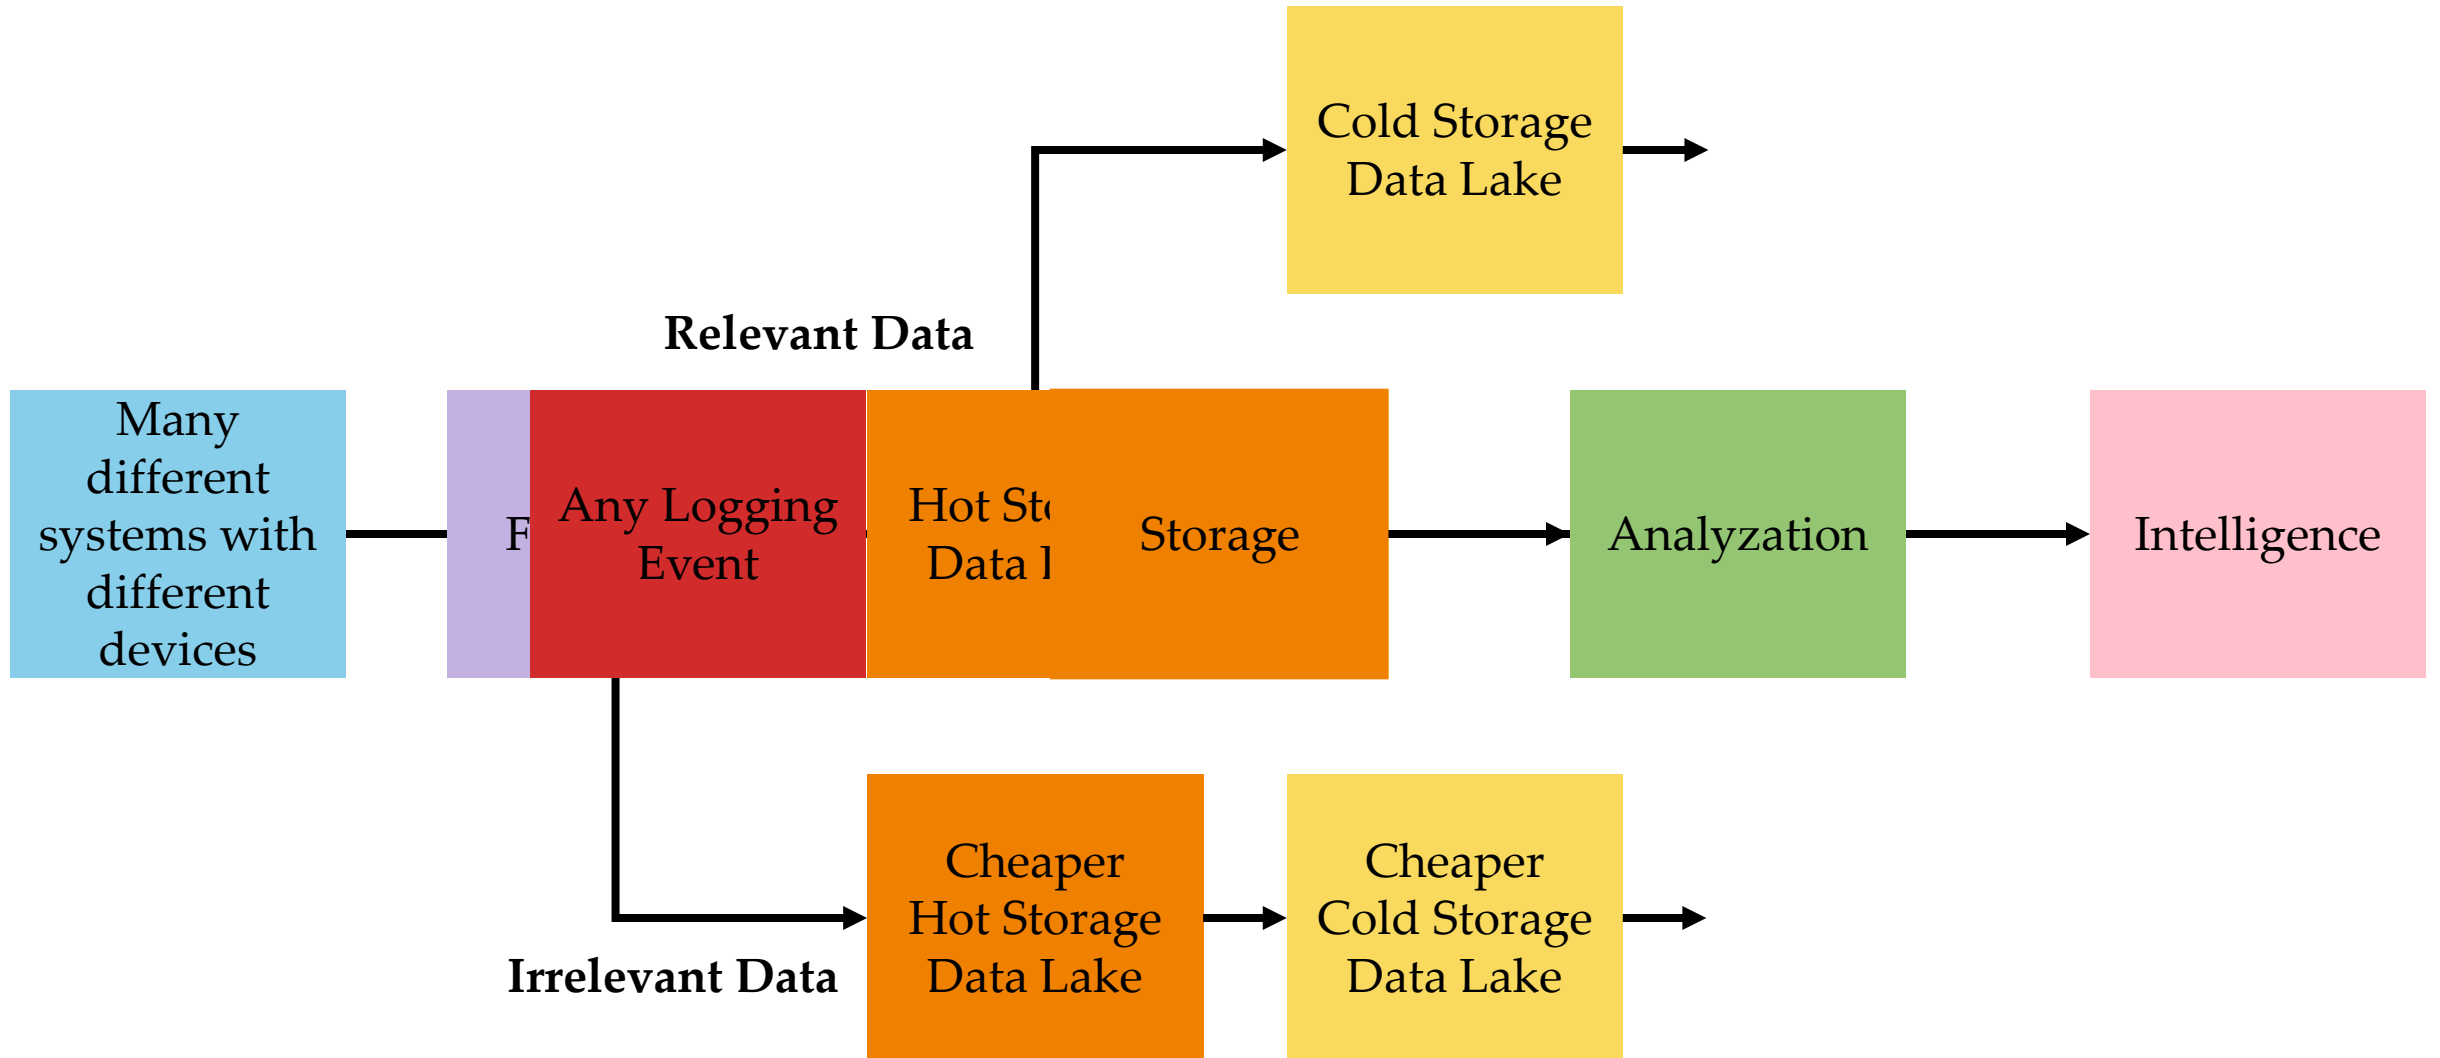 Cold Storage
Data Lake
Relevant Data
Many
different
systems with
different
devices
F
Any Logging
Event
Hot
Data
Storage
Analyzation
Intelligence
Cheaper
Hot Storage
Data Lake
Cheaper
Cold Storage
Data Lake
Irrelevant Data